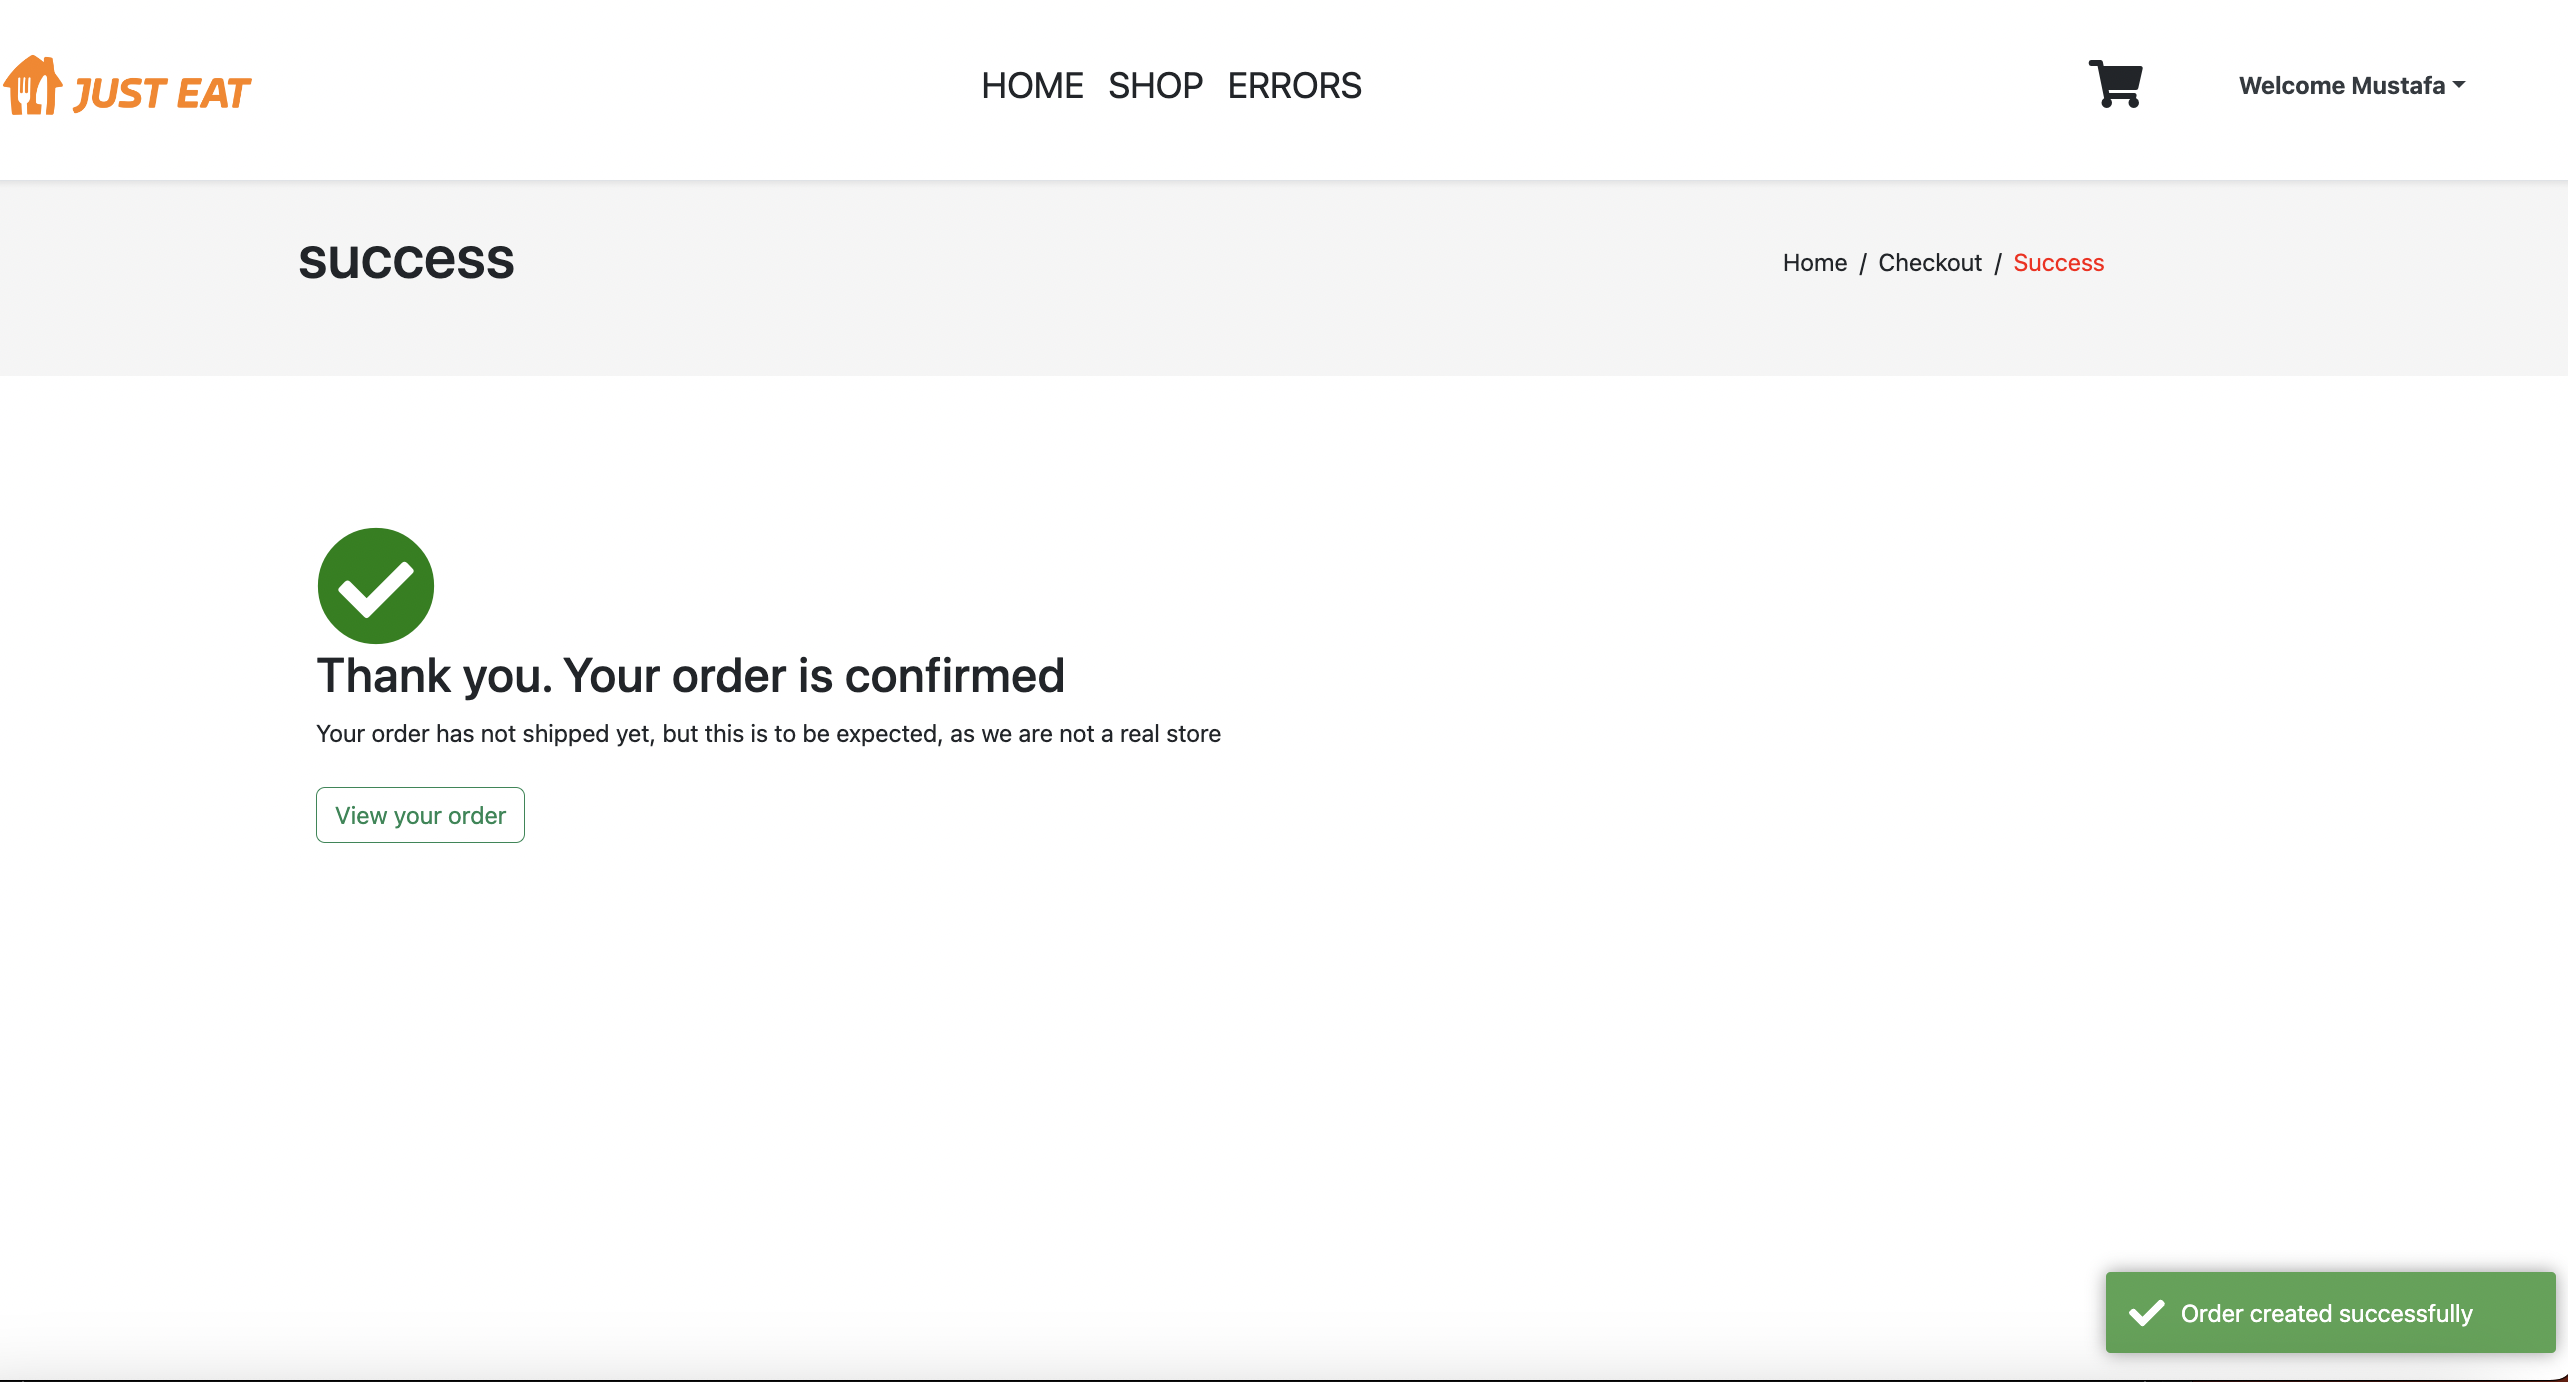 JUST EAT
HOME SHOP ERRORS
Welcome Mustafa
success
Home / Checkout / Success
Thank you. Your order is confirmed
Your order has not shipped yet, but this is to be expected, as we are not a real store
View your order
Order created successfully